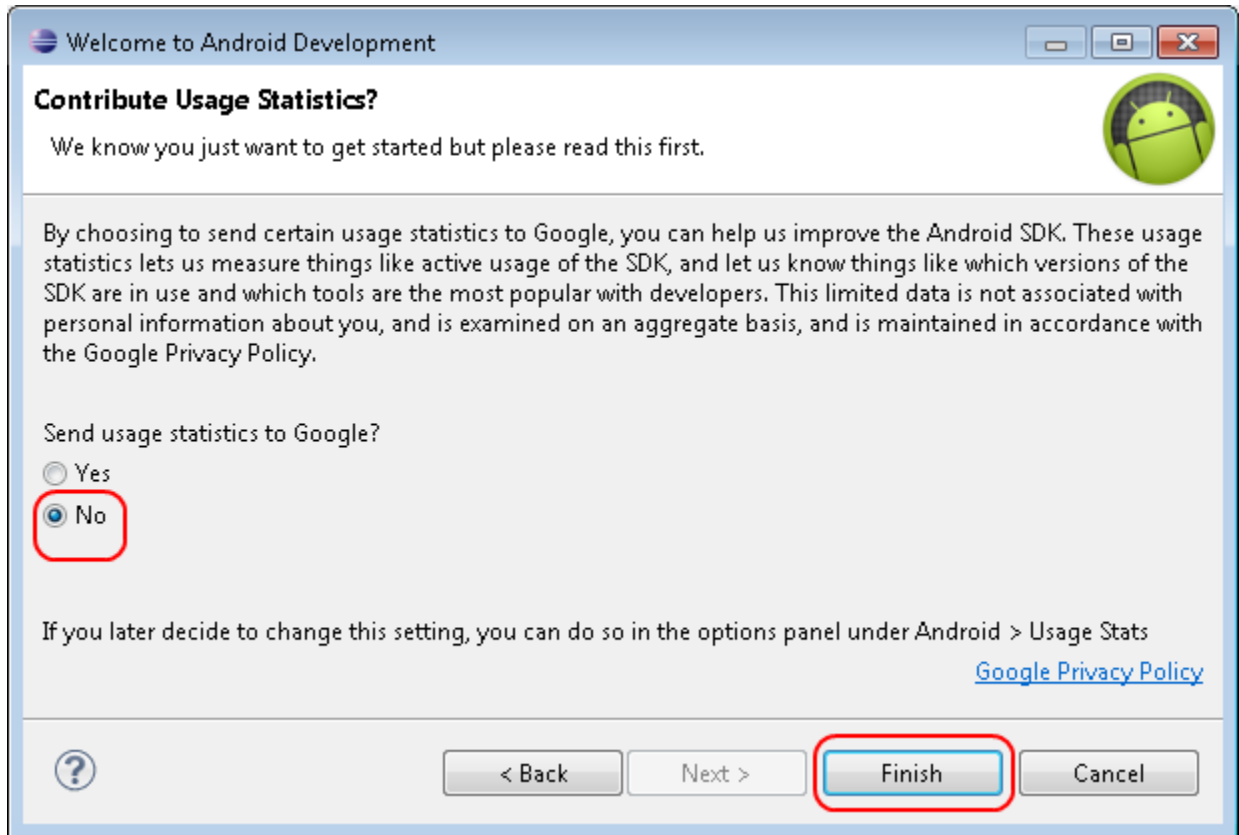 Welcome to Android Development
Contribute Usage Statistics?
We know you just want to get started but please read this first.
By choosing to send certain usage statistics to Google, you can help us improve the Android SDK. These usage
statistics lets us measure things like active usage of the SDK, and let us know things like which versions of the
SDK are in use and which tools are the most popular with developers. This limited data is not associated with
personal information about you, and is examined on an aggregate basis, and is maintained in accordance with
the Google Privacy Policy.
Send usage statistics to Google?
Yes
No
If you later decide to change this setting, you can do so in the options panel under Android > Usage Stats
Google Privacy Policy
? < Back Next > Finish Cancel